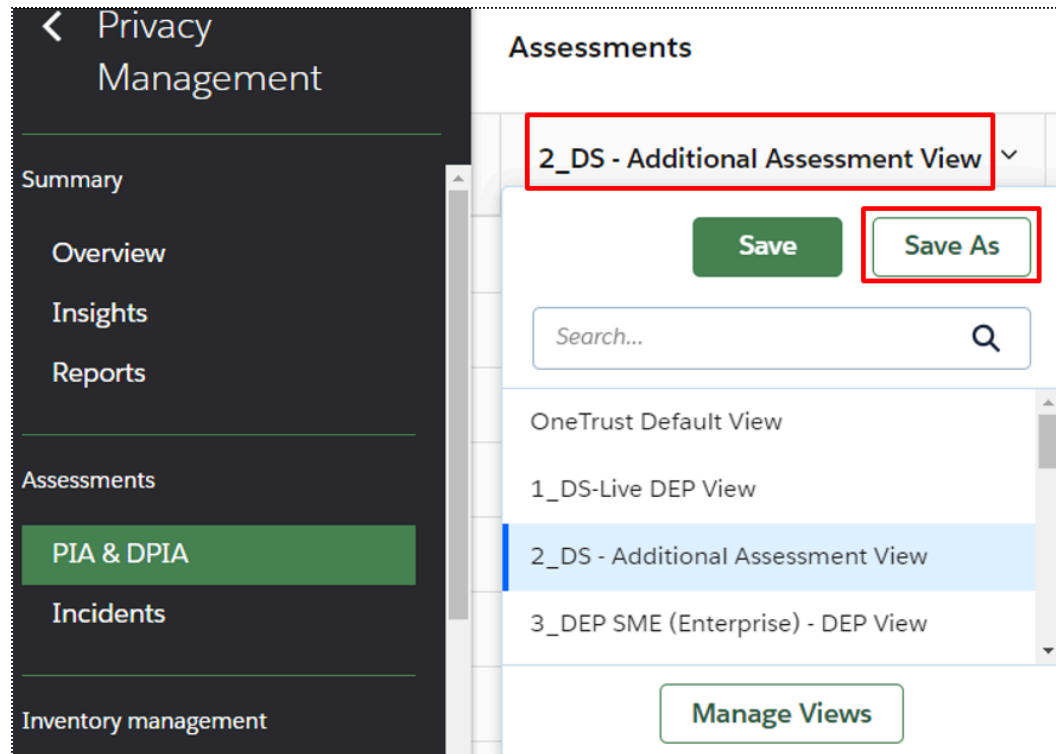 Privacy
Management
Summary
Overview
Insights
Reports
Assessments
PIA & DPIA
Incidents
Inventory management
Assessments
2_DS - Additional Assessment View
Save
Save As
Search...
OneTrust Default View
1_DS-Live DEP View
2_DS - Additional Assessment View
3_DEP SME (Enterprise) - DEP View
Manage Views